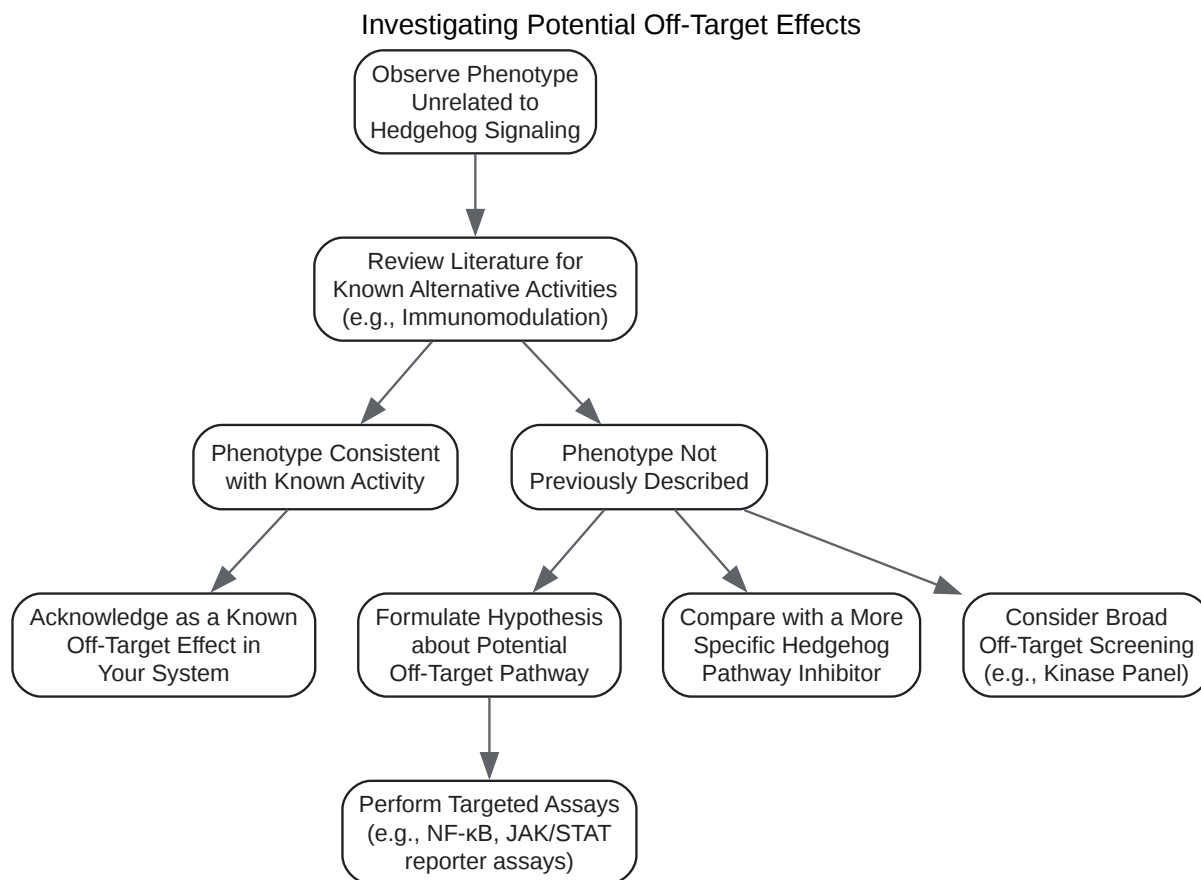 Investigating Potential Off-Target Effects
Observe Phenotype
Unrelated to
Hedgehog Signaling
Review Literature for
Known Alternative Activities
(e.g., Immunomodulation)
Phenotype Consistent
with Known Activity
Phenotype Not
Previously Described
Acknowledge as a Known
Off-Target Effect in
Your System
Formulate Hypothesis
about Potential
Off-Target Pathway
Compare with a More
Specific Hedgehog
Pathway Inhibitor
Consider Broad
Off-Target Screening
(e.g., Kinase Panel)
Perform Targeted Assays
(e.g., NF-κB, JAK/STAT
reporter assays)